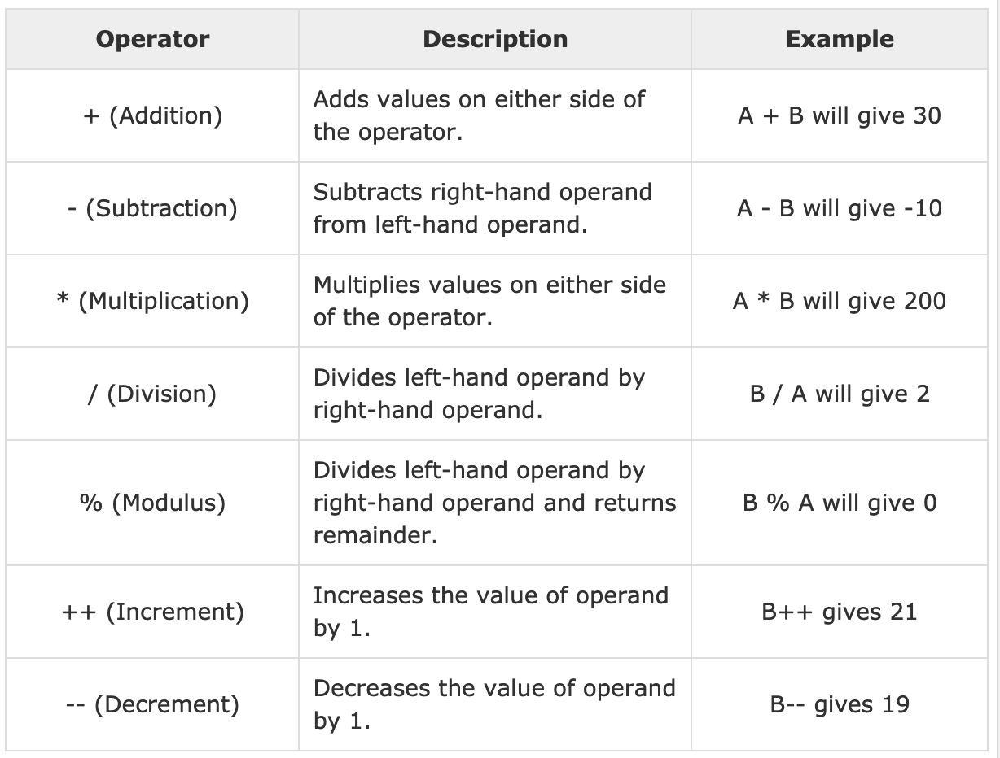 Operator Description Example
+ (Addition)
Adds values on either side of
the operator.
A + B will give 30
- (Subtraction)
Subtracts right-hand operand
from left-hand operand.
A - B will give -10
* (Multiplication)
Multiplies values on either side
of the operator.
A * B will give 200
/ (Division)
Divides left-hand operand by
right-hand operand.
B / A will give 2
% (Modulus)
Divides left-hand operand by
right-hand operand and returns
remainder.
B % A will give 0
++ (Increment)
Increases the value of operand
by 1.
B++ gives 21
-- (Decrement)
Decreases the value of operand
by 1.
B-- gives 19